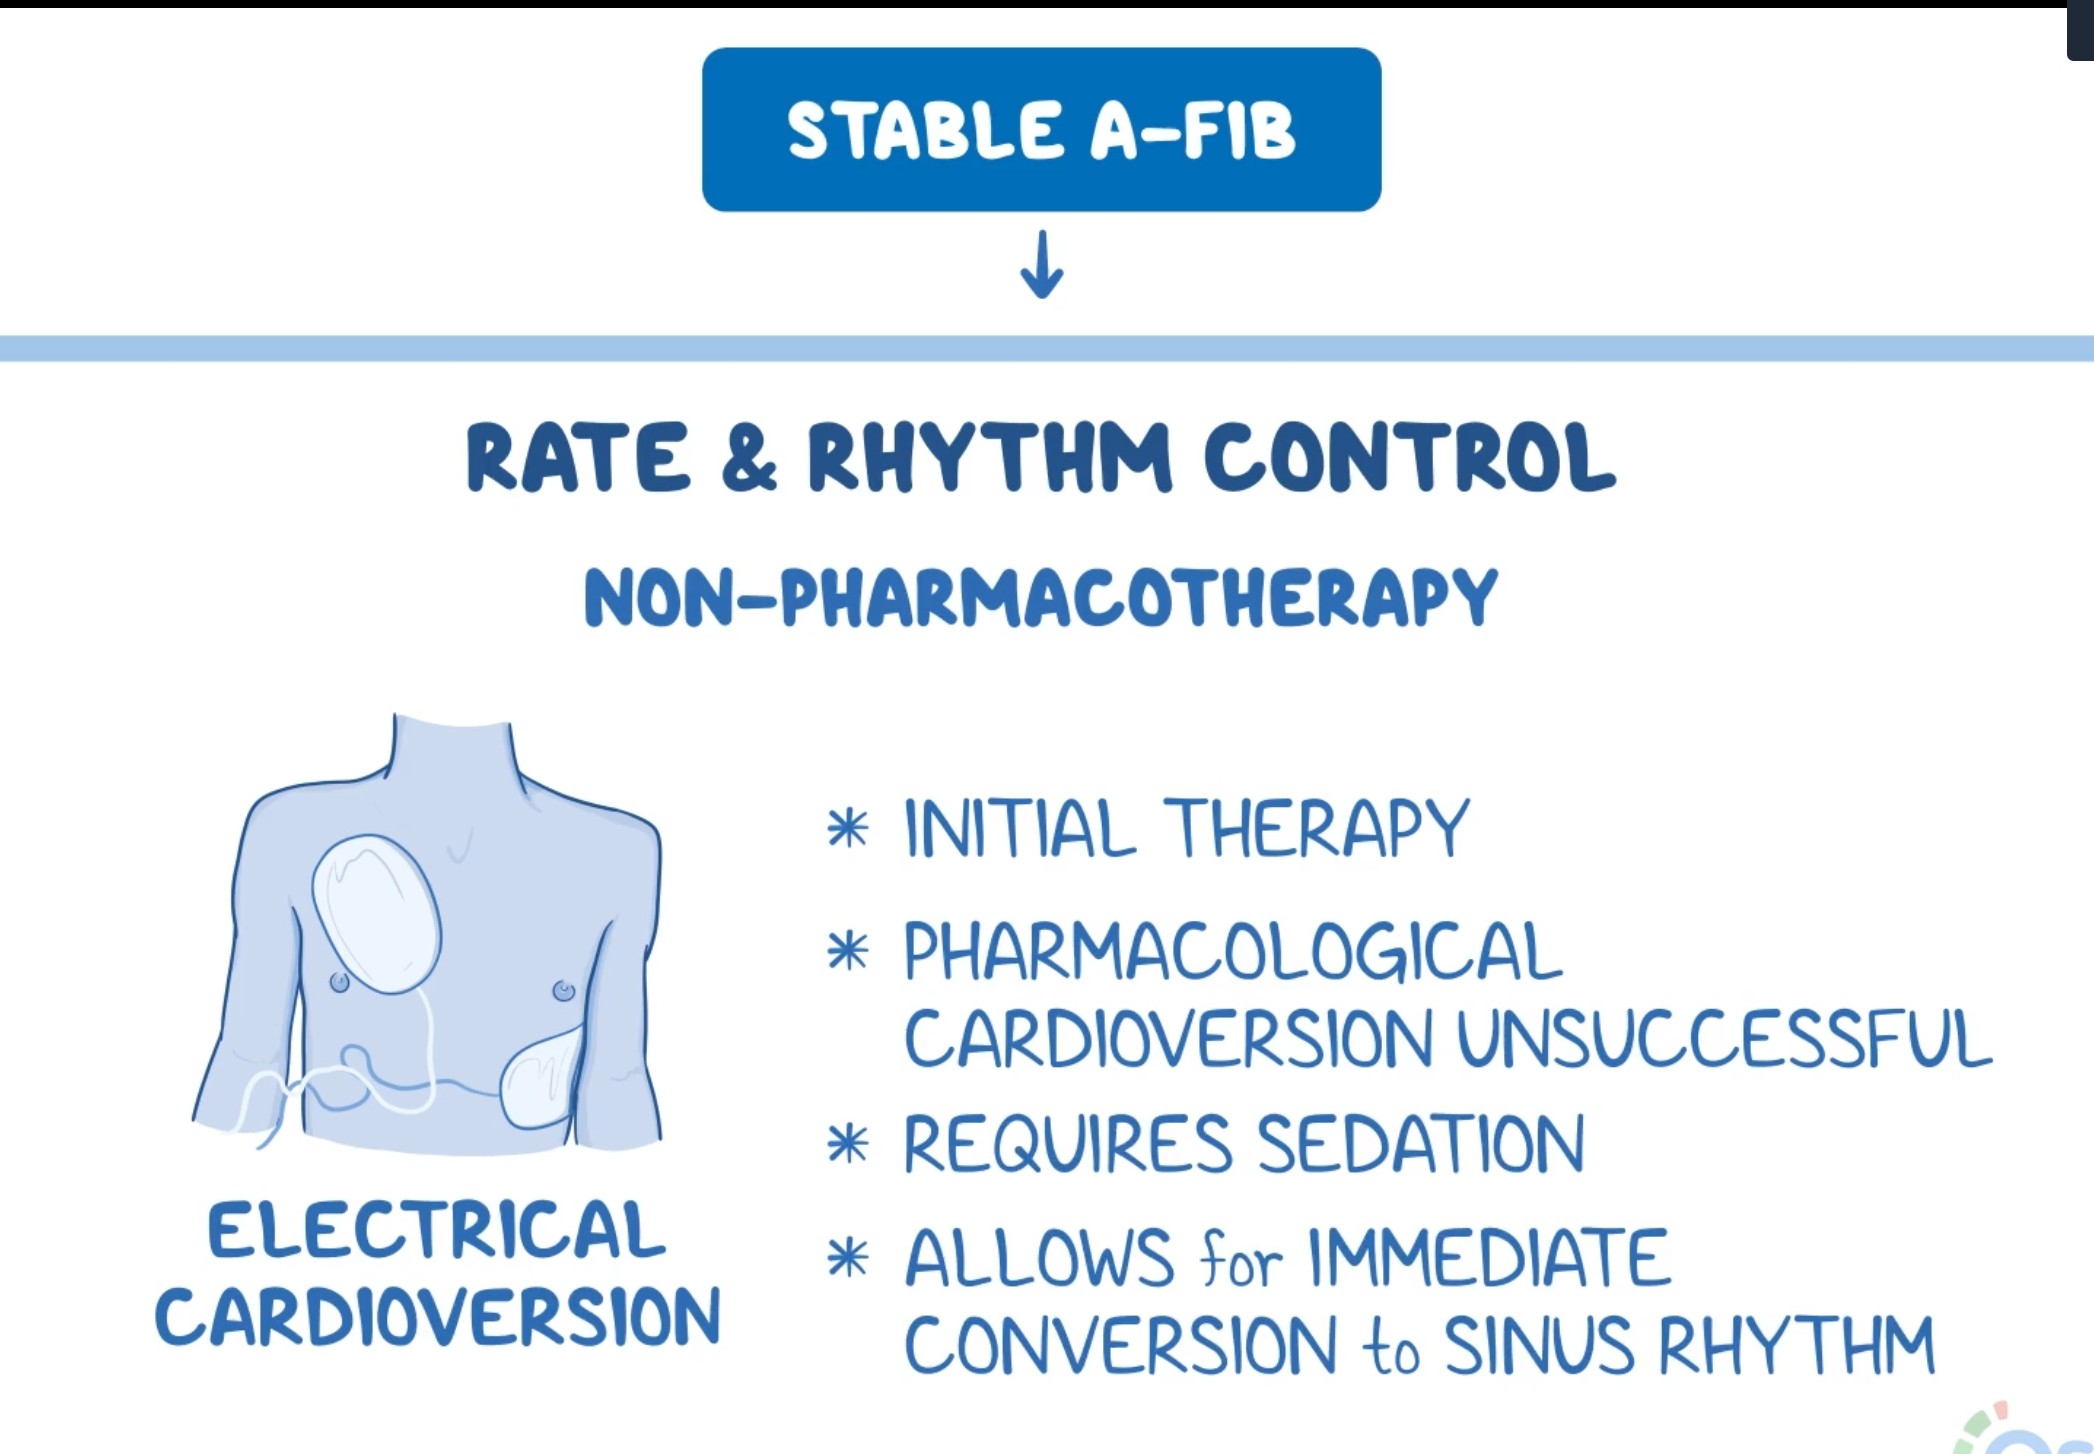 STABLE A-FIB
RATE & RHYTHM CONTROL
NON-PHARMACOTHERAPY
* INITIAL THERAPY
* PHARMACOLOGICAL
CARDIOVERSION UNSUCCESSFUL
* REQUIRES SEDATION
* ALLOWS for IMMEDIATE
CONVERSION to SINUS RHYTHM
ELECTRICAL
CARDIOVERSION